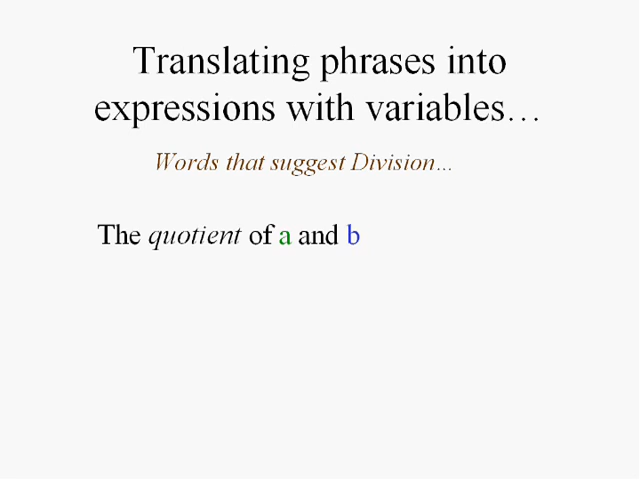 Translating phrases into
expressions with variables…
Words that suggest Division…
The quotient of a and b